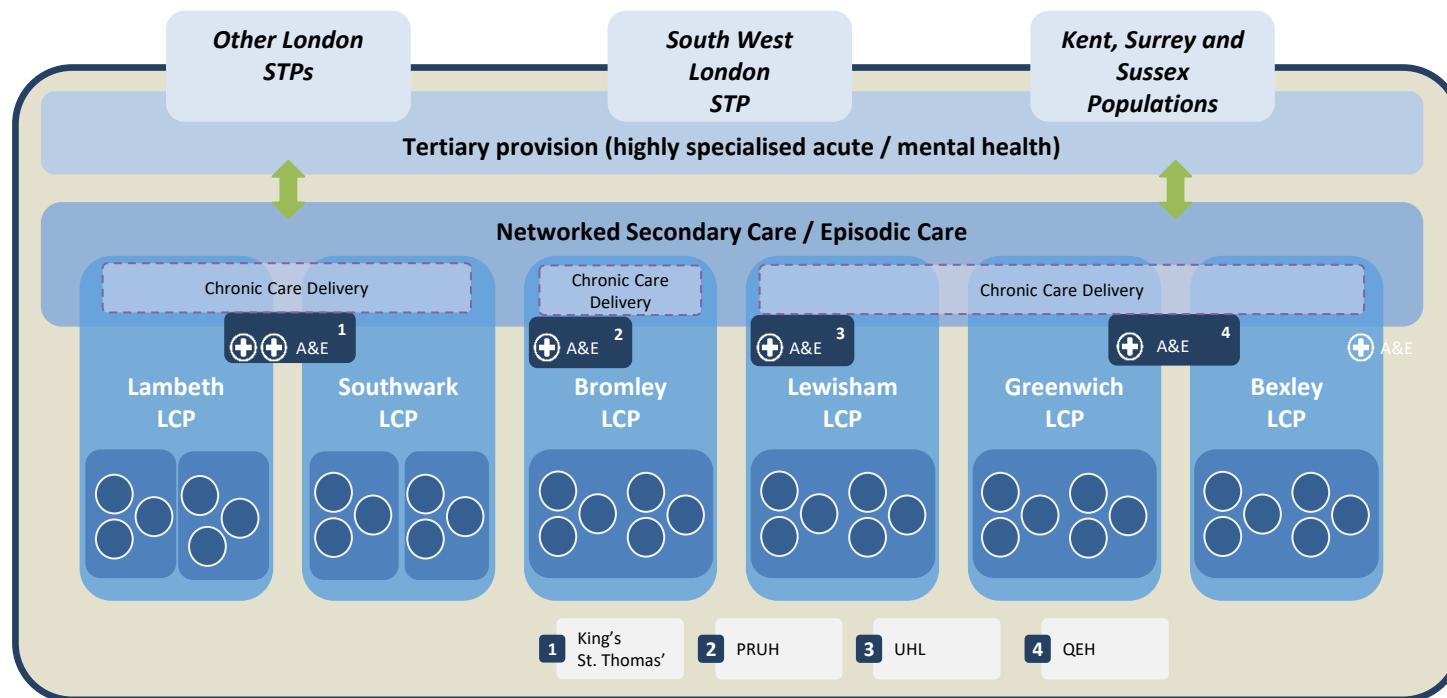 Other London
STPs
South West
London
STP
Kent, Surrey and
Sussex
Populations
Tertiary provision (highly specialised acute / mental health)
Networked Secondary Care / Episodic Care
Chronic Care Delivery
Chronic Care
Delivery
Chronic Care Delivery
1
A&E
2
A&E
3
A&E
4
A&E
A&E
Lambeth
LCP
Southwark
LCP
Bromley
LCP
Lewisham
LCP
Greenwich
LCP
Bexley
LCP
1
King's
St. Thomas'
2
PRUH
3
UHL
4
QEH